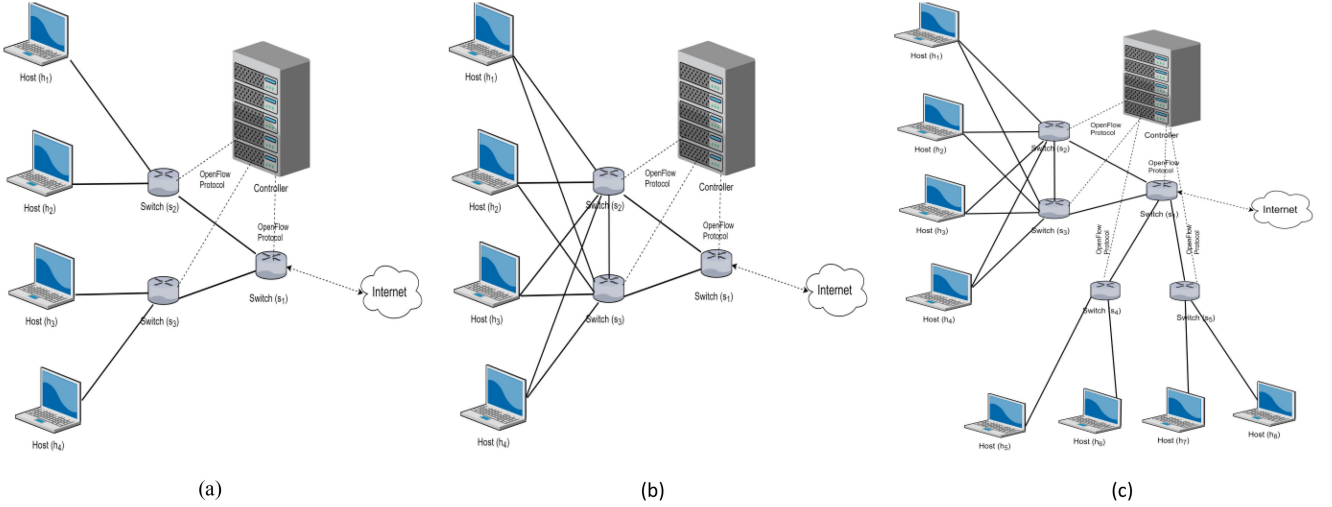 Host (h1)
Host (h2)
Host (h3)
Host (h4)
Switch (s2)
Switch (s3)
Switch (s1)
OpenFlow
Protocol
Controller
OpenFlow
Protocol
Internet
(a)
Host (h1)
Host (h2)
Host (h3)
Host (h4)
Switch (s2)
Switch (s3)
Switch (s1)
OpenFlow
Protocol
Controller
OpenFlow
Protocol
Internet
(b)
Host (h1)
Host (h2)
Host (h3)
Host (h4)
Switch (s2)
Switch (s3)
OpenFlow
Protocol
Controller
OpenFlow
Protocol
Switch (s1)
Internet
OpenFlow
Protocol
OpenFlow
Protocol
Switch (s4)
Switch (s5)
Host (h5)
Host (h6)
Host (h7)
Host (h8)
(c)